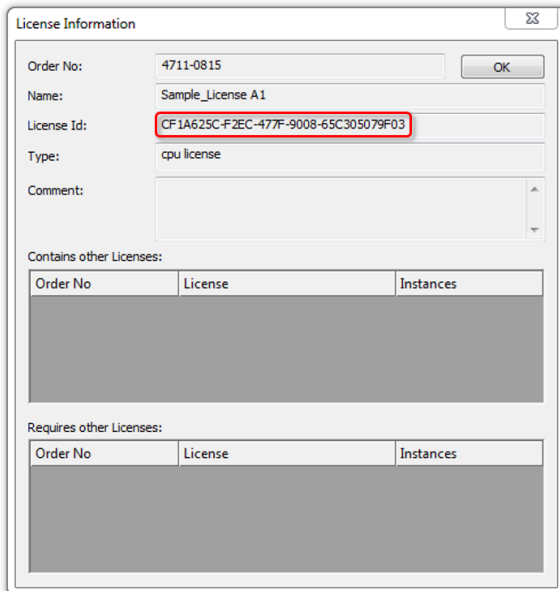 License Information
Order No: 4711-0815 OK
Name: Sample_License A1
License Id: CF1A625C-F2EC-477F-9008-65C305079F03
Type: cpu license
Comment:
Contains other Licenses:
Order No License Instances
Requires other Licenses:
Order No License Instances